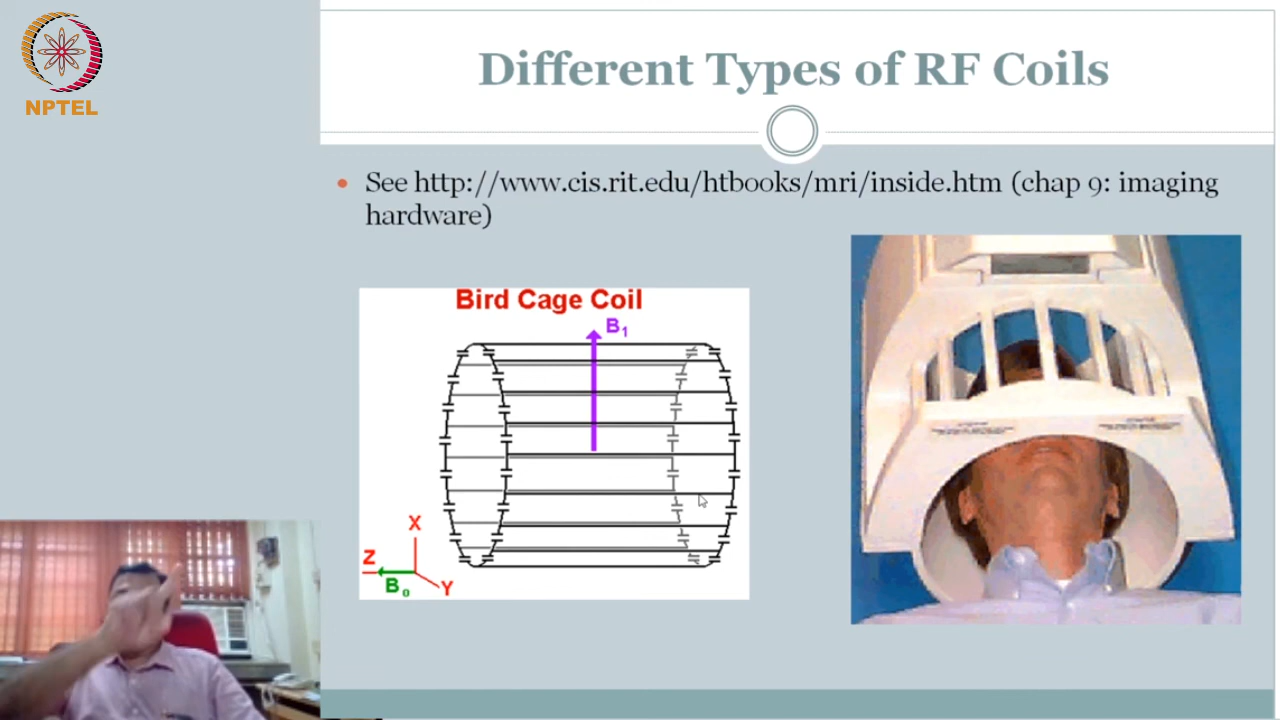 NPTEL
Different Types of RF Coils
• See http://www.cis.rit.edu/htbooks/mri/inside.htm (chap 9: imaging
hardware)
Bird Cage Coil
B₁
X
Z
B₀
Y